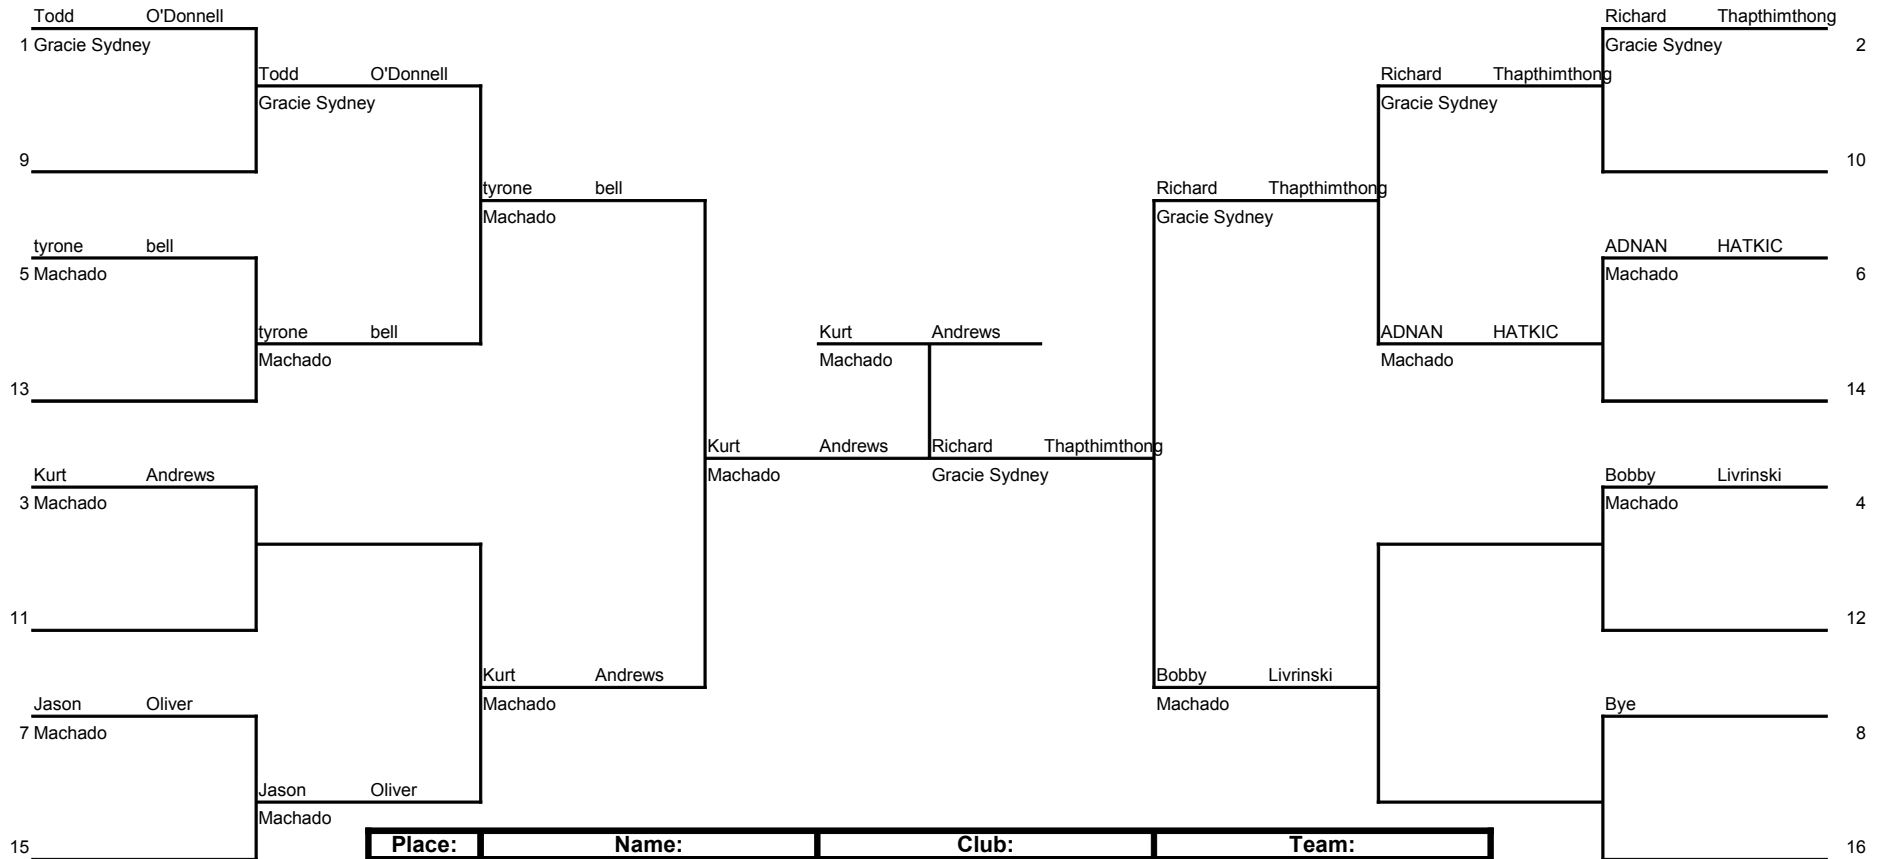 Todd O'Donnell
1 Gracie Sydney
Todd O'Donnell
Gracie Sydney
9
tyrone bell
Machado
tyrone bell
5 Machado
tyrone bell
Machado
13
Kurt Andrews
3 Machado
11
Kurt Andrews
Machado
Jason Oliver
7 Machado
Jason Oliver
Machado
15
Kurt Andrews
Machado
Kurt Andrews
Machado
Richard Thapthimthong
Gracie Sydney
Richard Thapthimthong
Gracie Sydney
Bobby Livrinski
Machado
Richard Thapthimthong
Gracie Sydney
ADNAN HATKIC
Machado
Richard Thapthimthong
Gracie Sydney 2
10
ADNAN HATKIC
Machado 6
14
Bobby Livrinski
Machado 4
12
Bye
8
16
Place: Name: Club: Team: